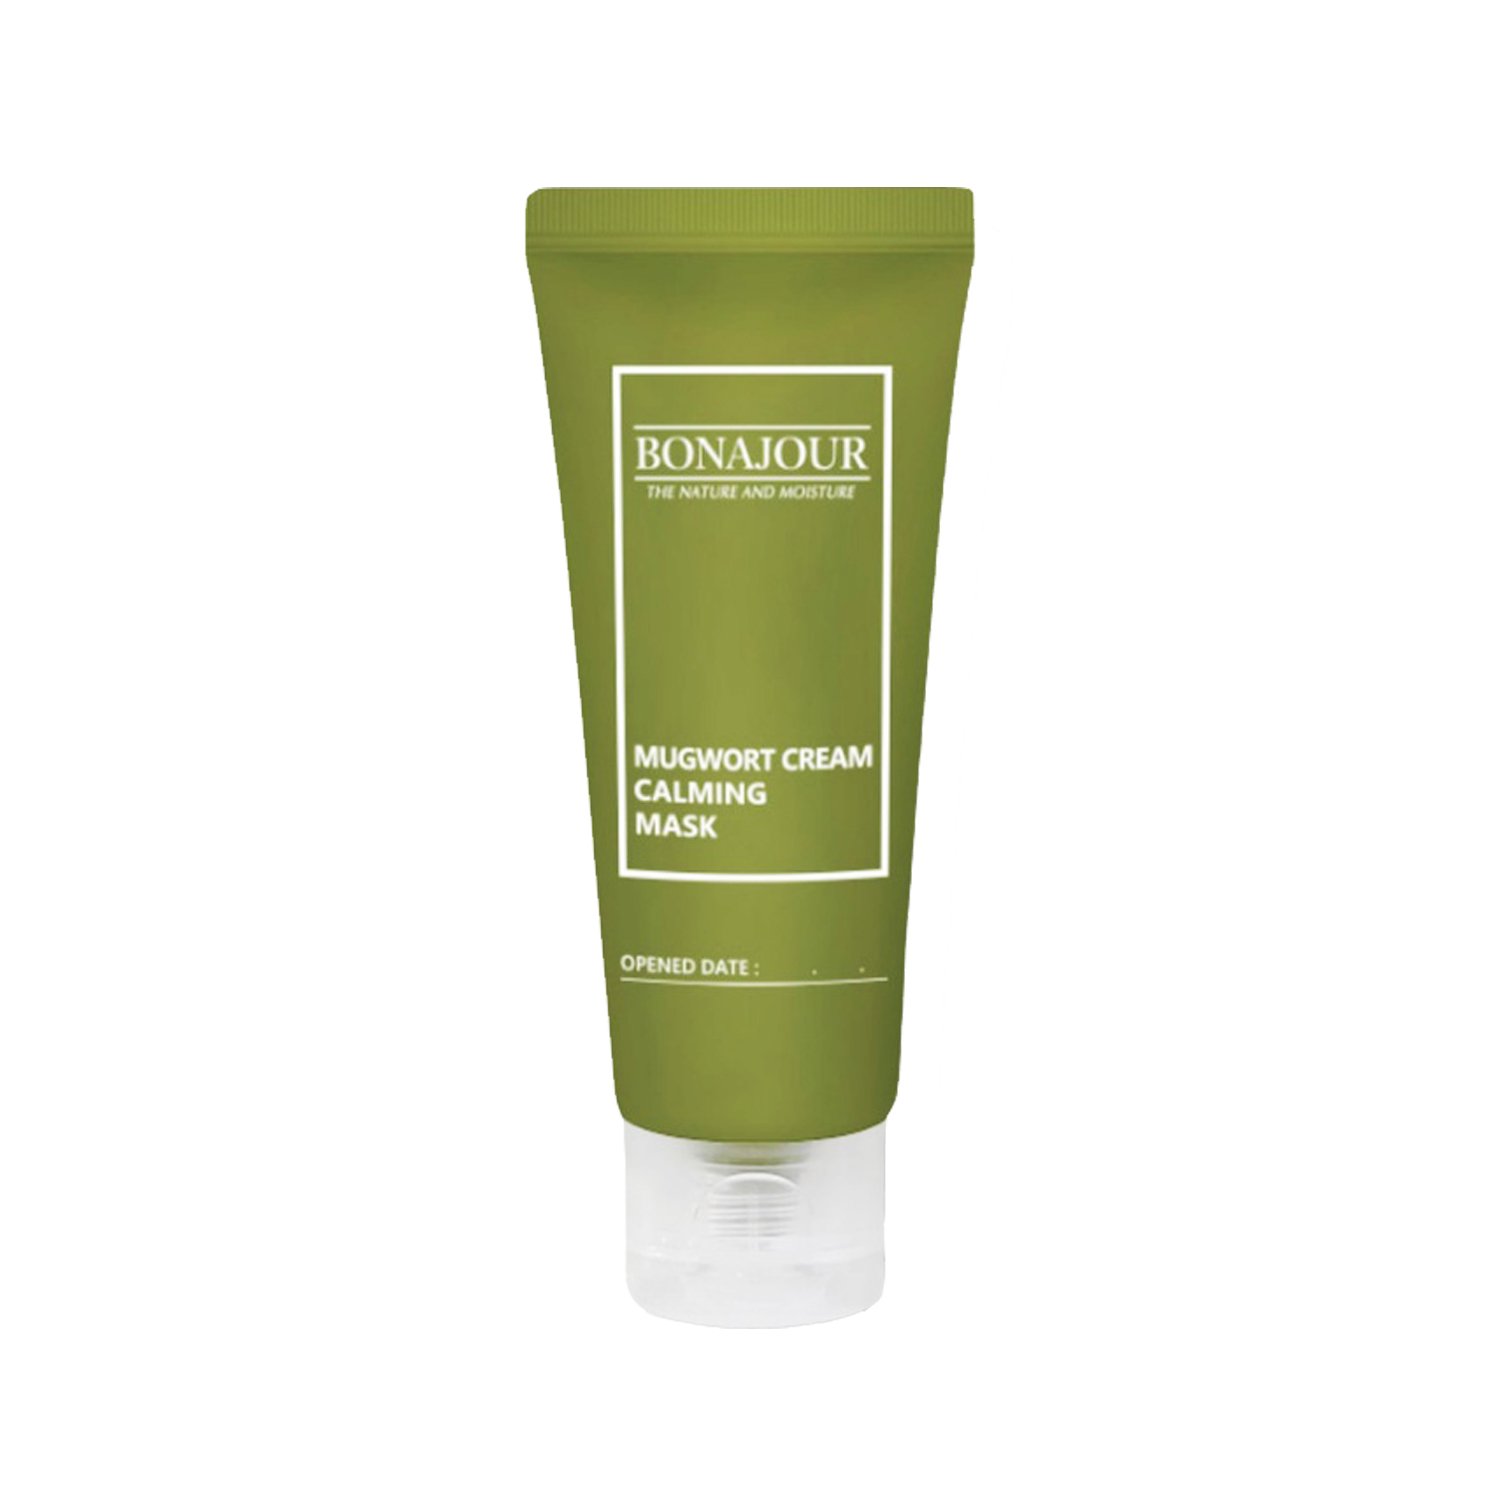 BONAJOUR
THE NATURE AND MOISTURE
MUGWORT CREAM
CALMING
MASK
OPENED DATE :      .      .